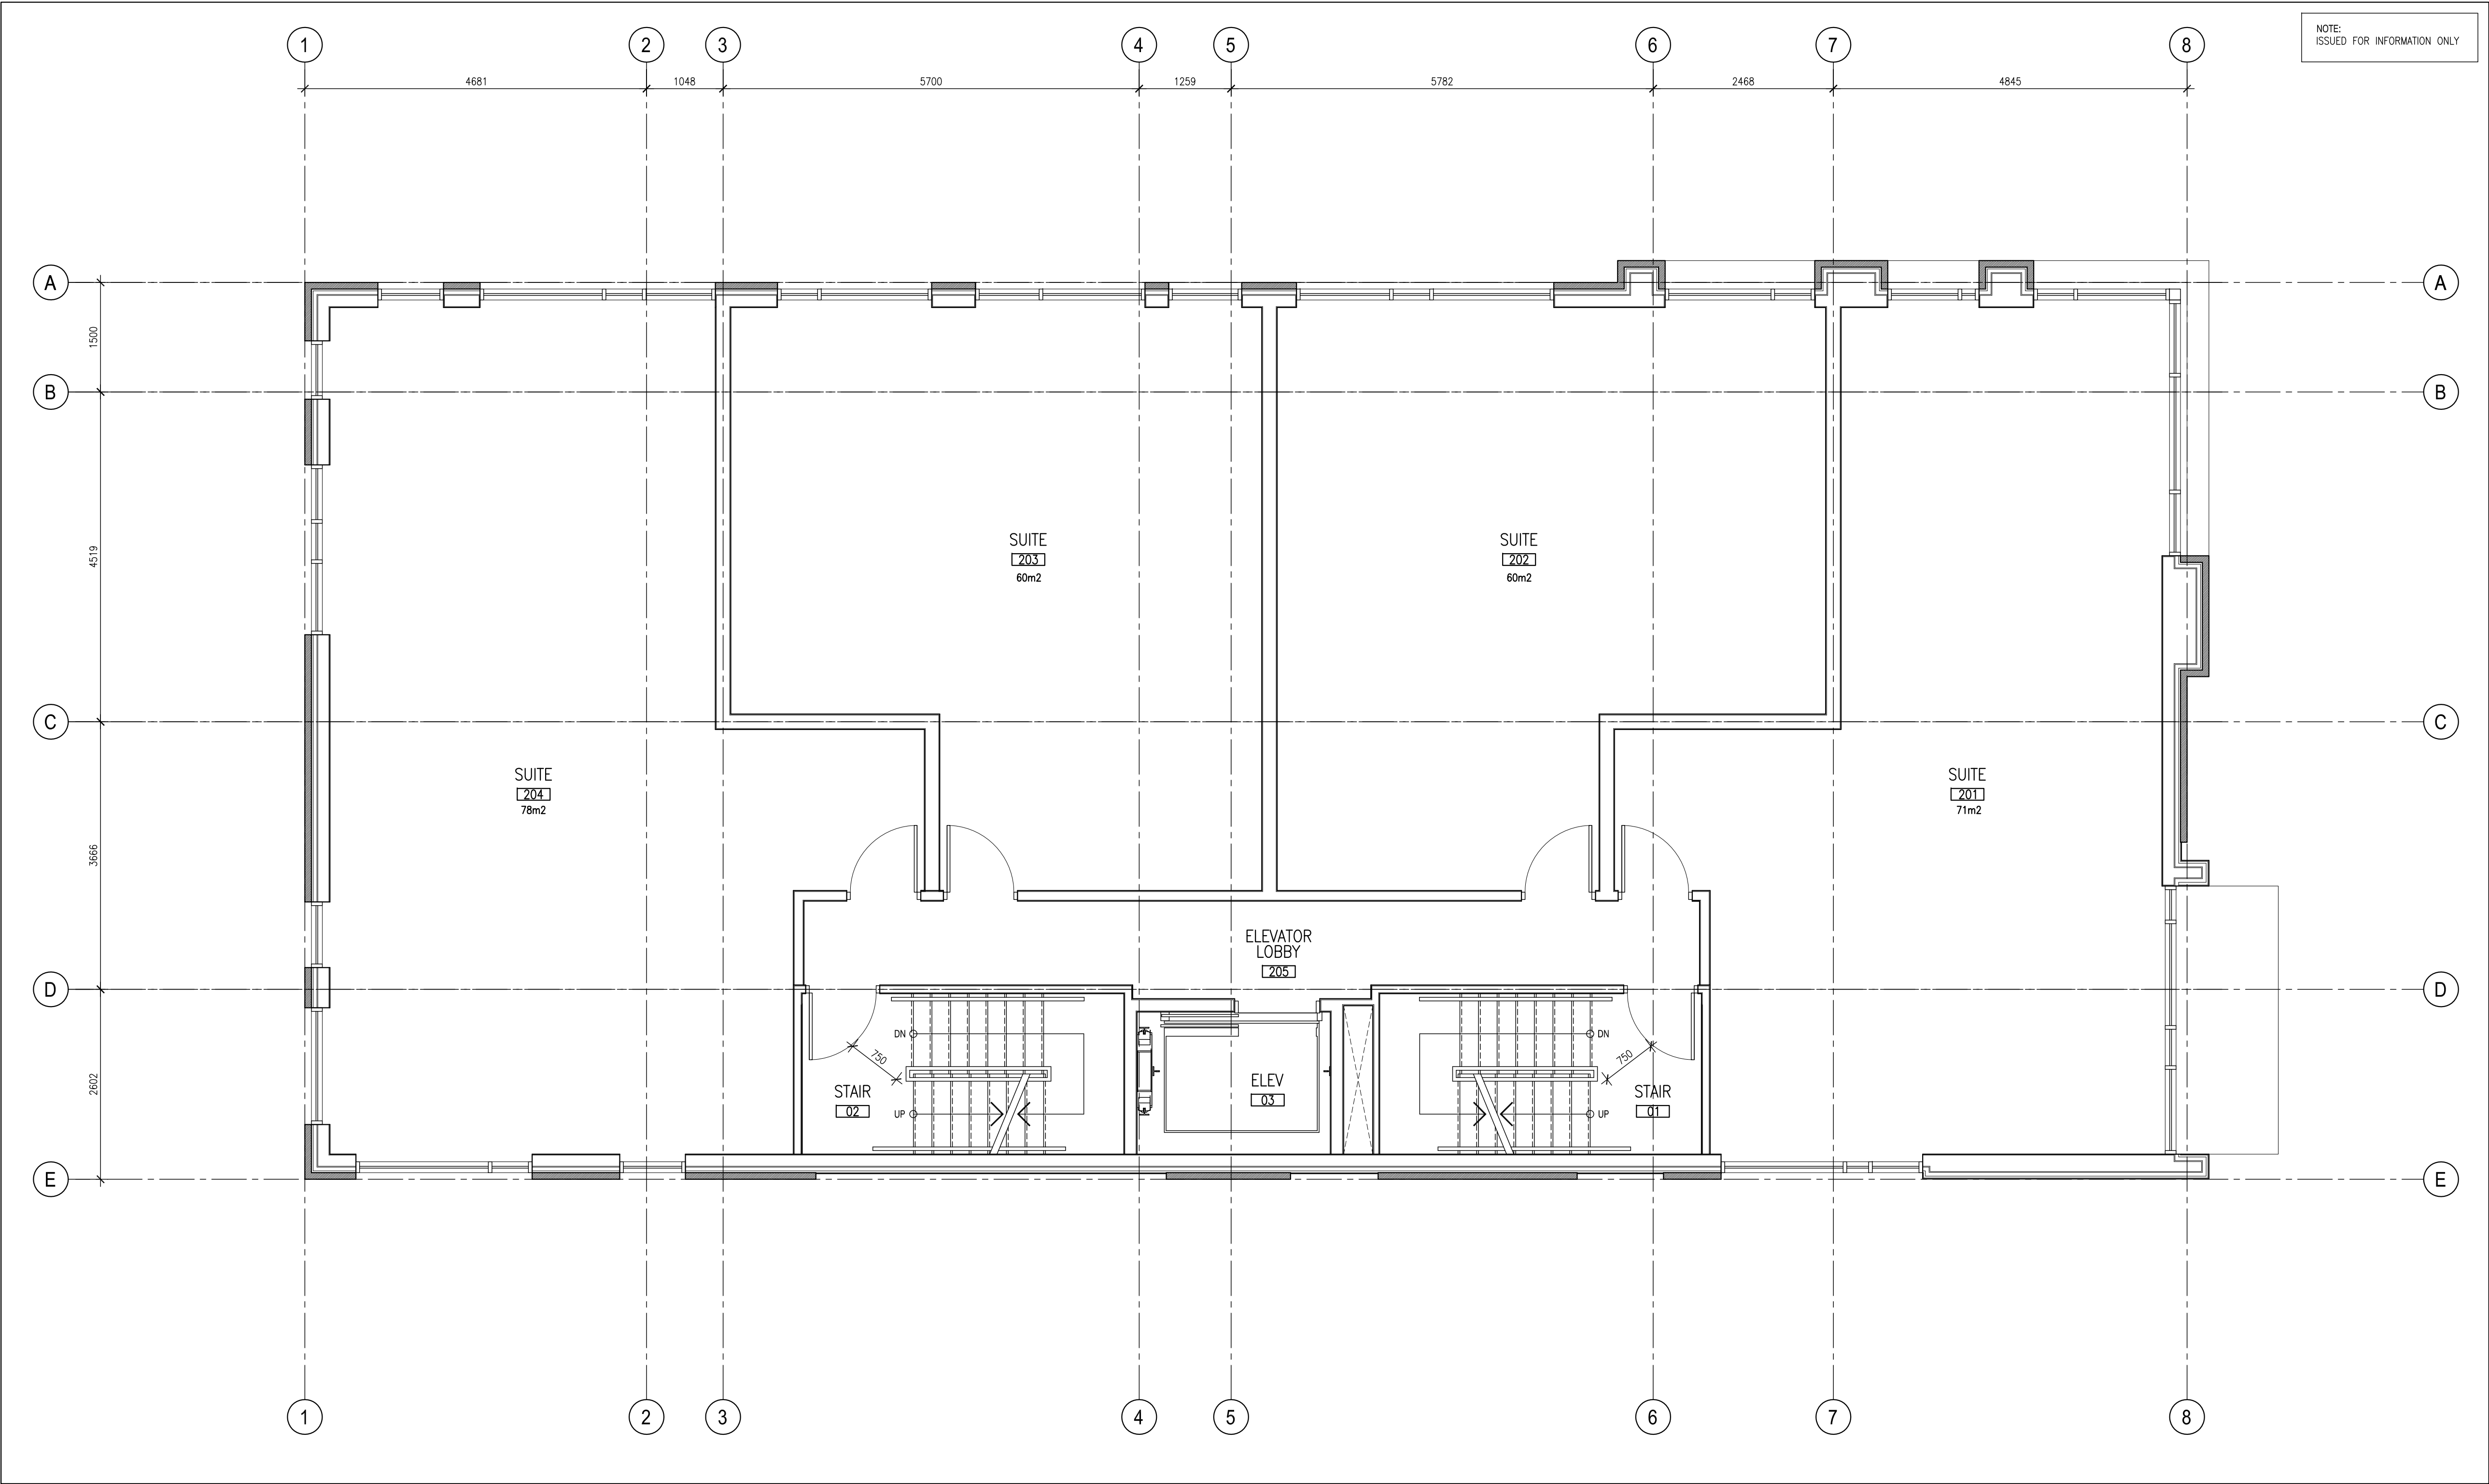 NOTE:
ISSUED FOR INFORMATION ONLY
1 2 3 4 5 6 7 8
4681 1048 5700 1259 5782 2468 4845
A A
1500
B B
4519
SUITE
203
60m2
SUITE
202
60m2
C C
SUITE
204
78m2
SUITE
201
71m2
3666
ELEVATOR
LOBBY
205
D D
DN
750
DN
750
2602
STAIR
02
UP
ELEV
03
STAIR
01
UP
E E
1 2 3 4 5 6 7 8